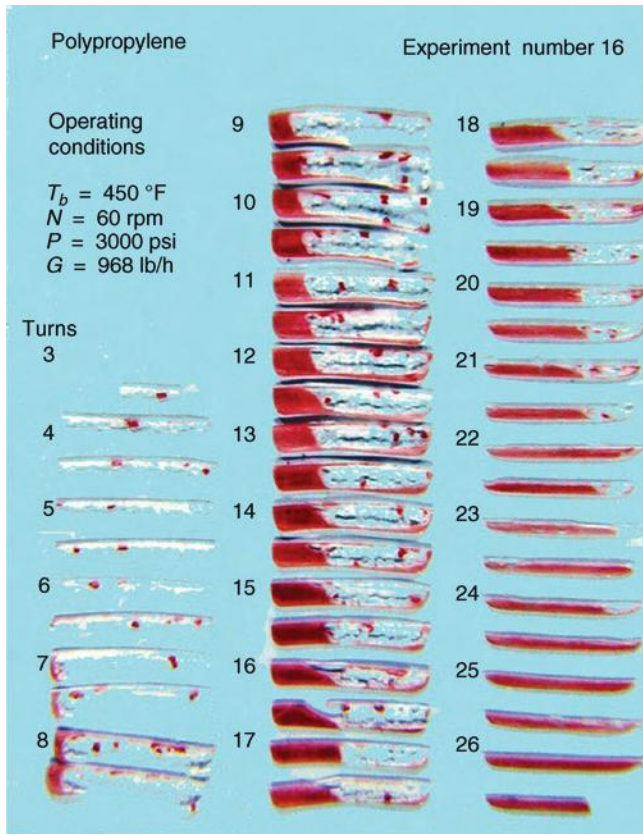 Polypropylene
Experiment number 16
Operating
conditions
T_b = 450 °F
N = 60 rpm
P = 3000 psi
G = 968 lb/h
Turns
3
4
5
6
7
8
9
10
11
12
13
14
15
16
17
18
19
20
21
22
23
24
25
26